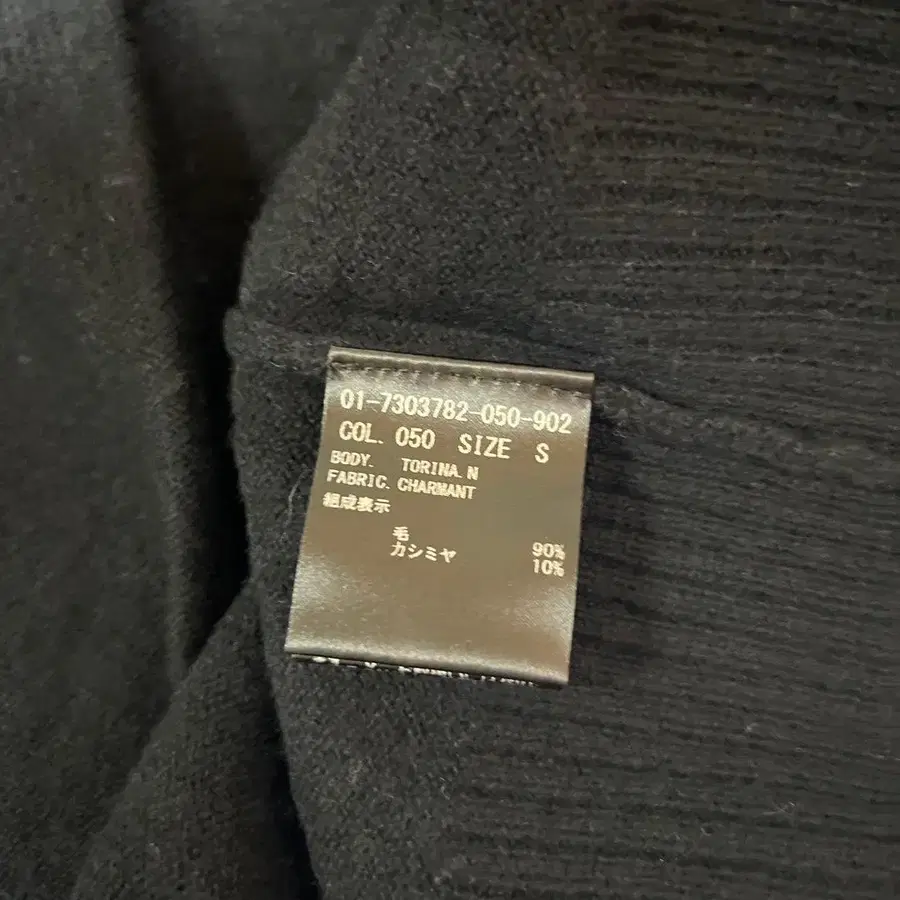 01-7303782-050-902
COL. 050 SIZE S
BODY. TORINA.N
FABRIC. CHARMANT
組成表示
毛 90%
カシミヤ 10%